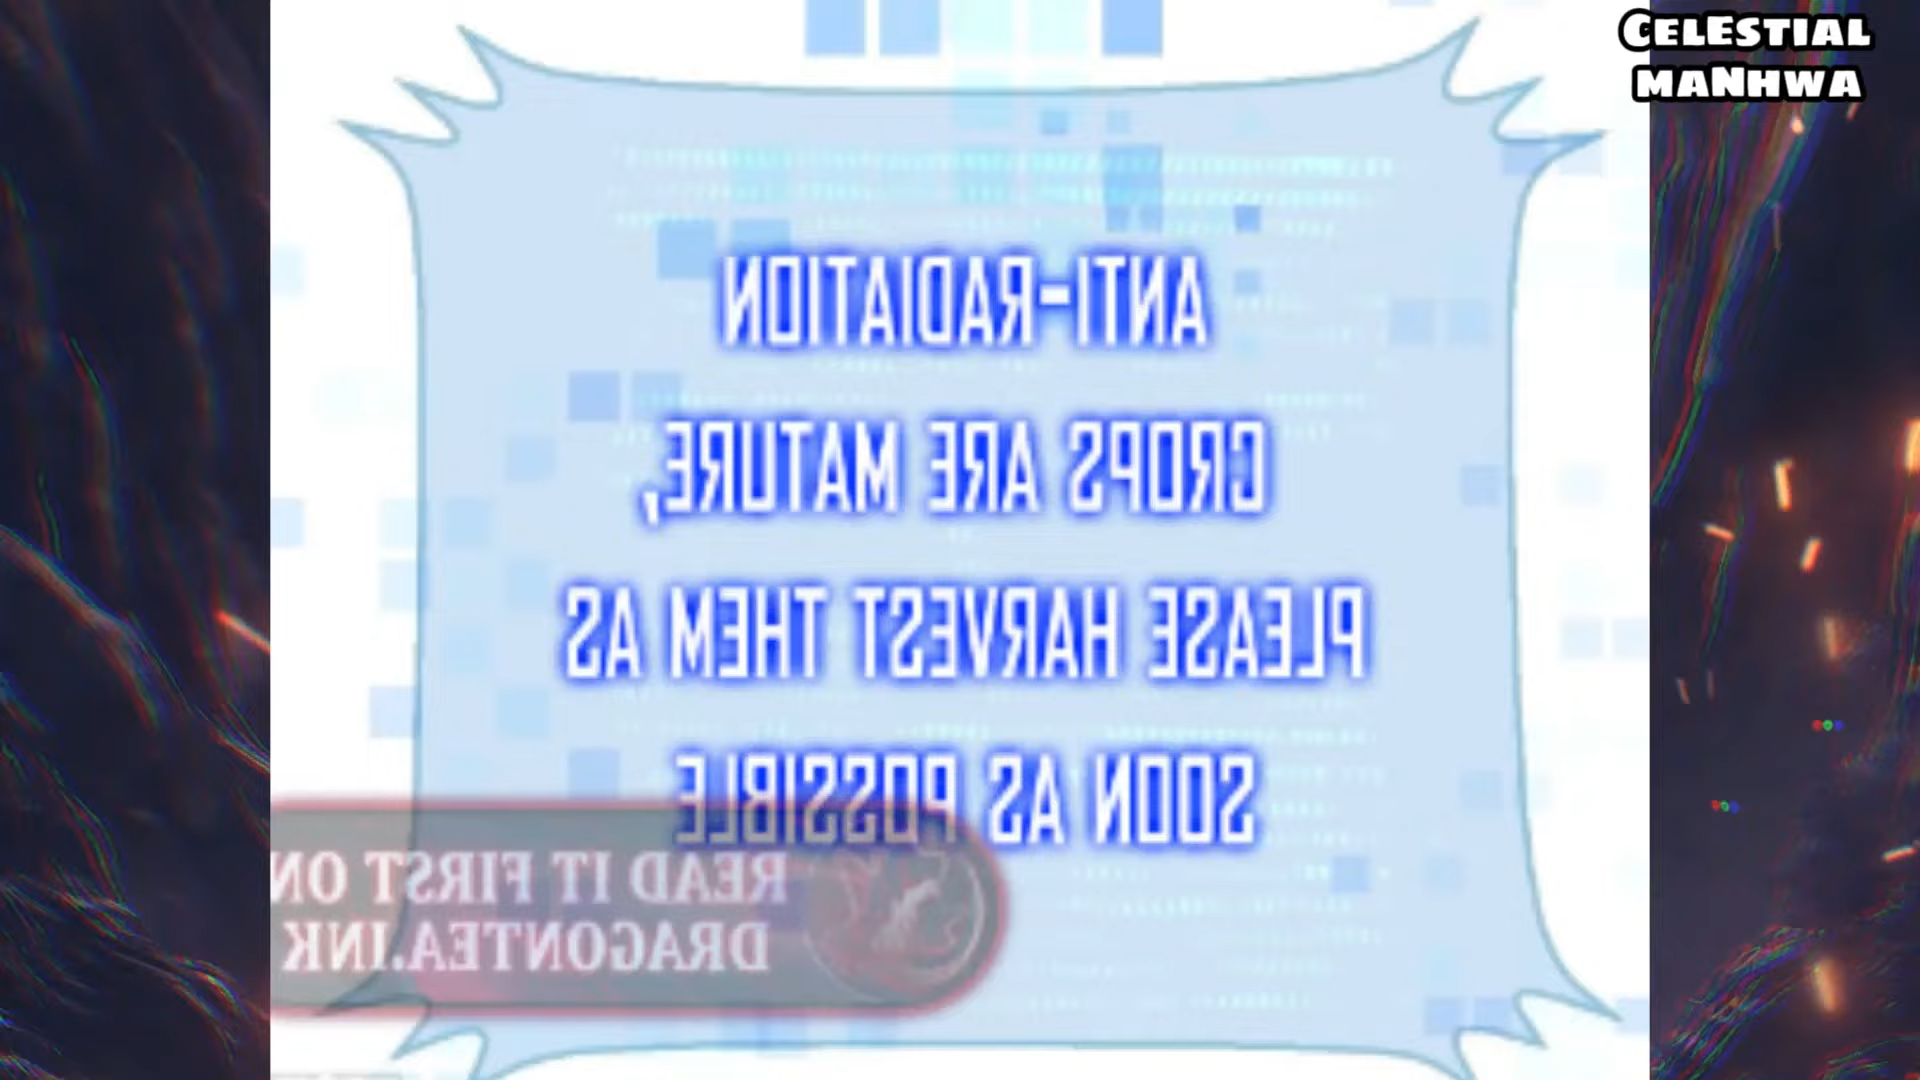 CELESTIAL
MANHWA
ANTI-RADIATION
CROPS ARE MATURE,
PLEASE HARVEST THEM AS
SOON AS POSSIBLE
READ IT FIRST ON
DRAGONTEA.INK